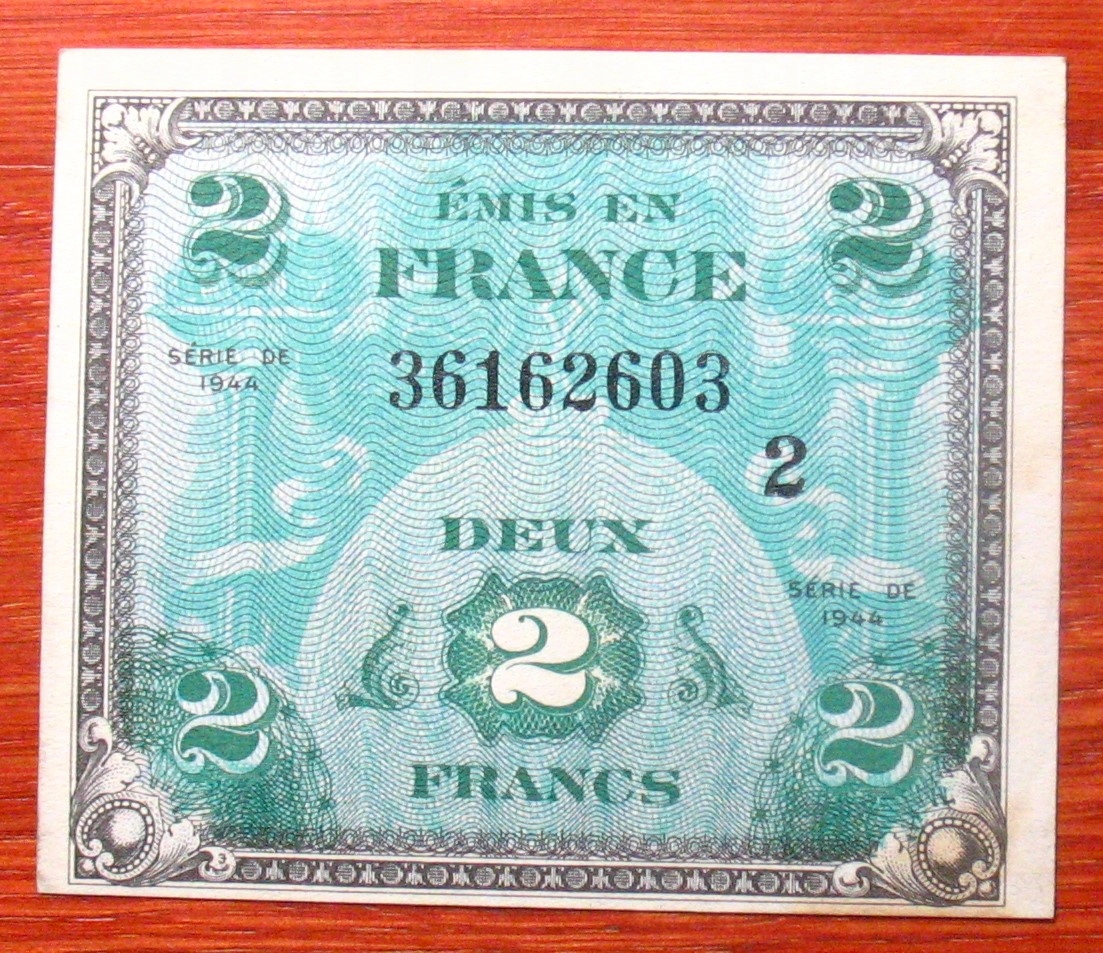 2 ÉMIS EN 2
FRANCE
SÉRIE DE
1944
36162603
2
DEUX
SÉRIE DE
1944
2
2 2
FRANCS
3